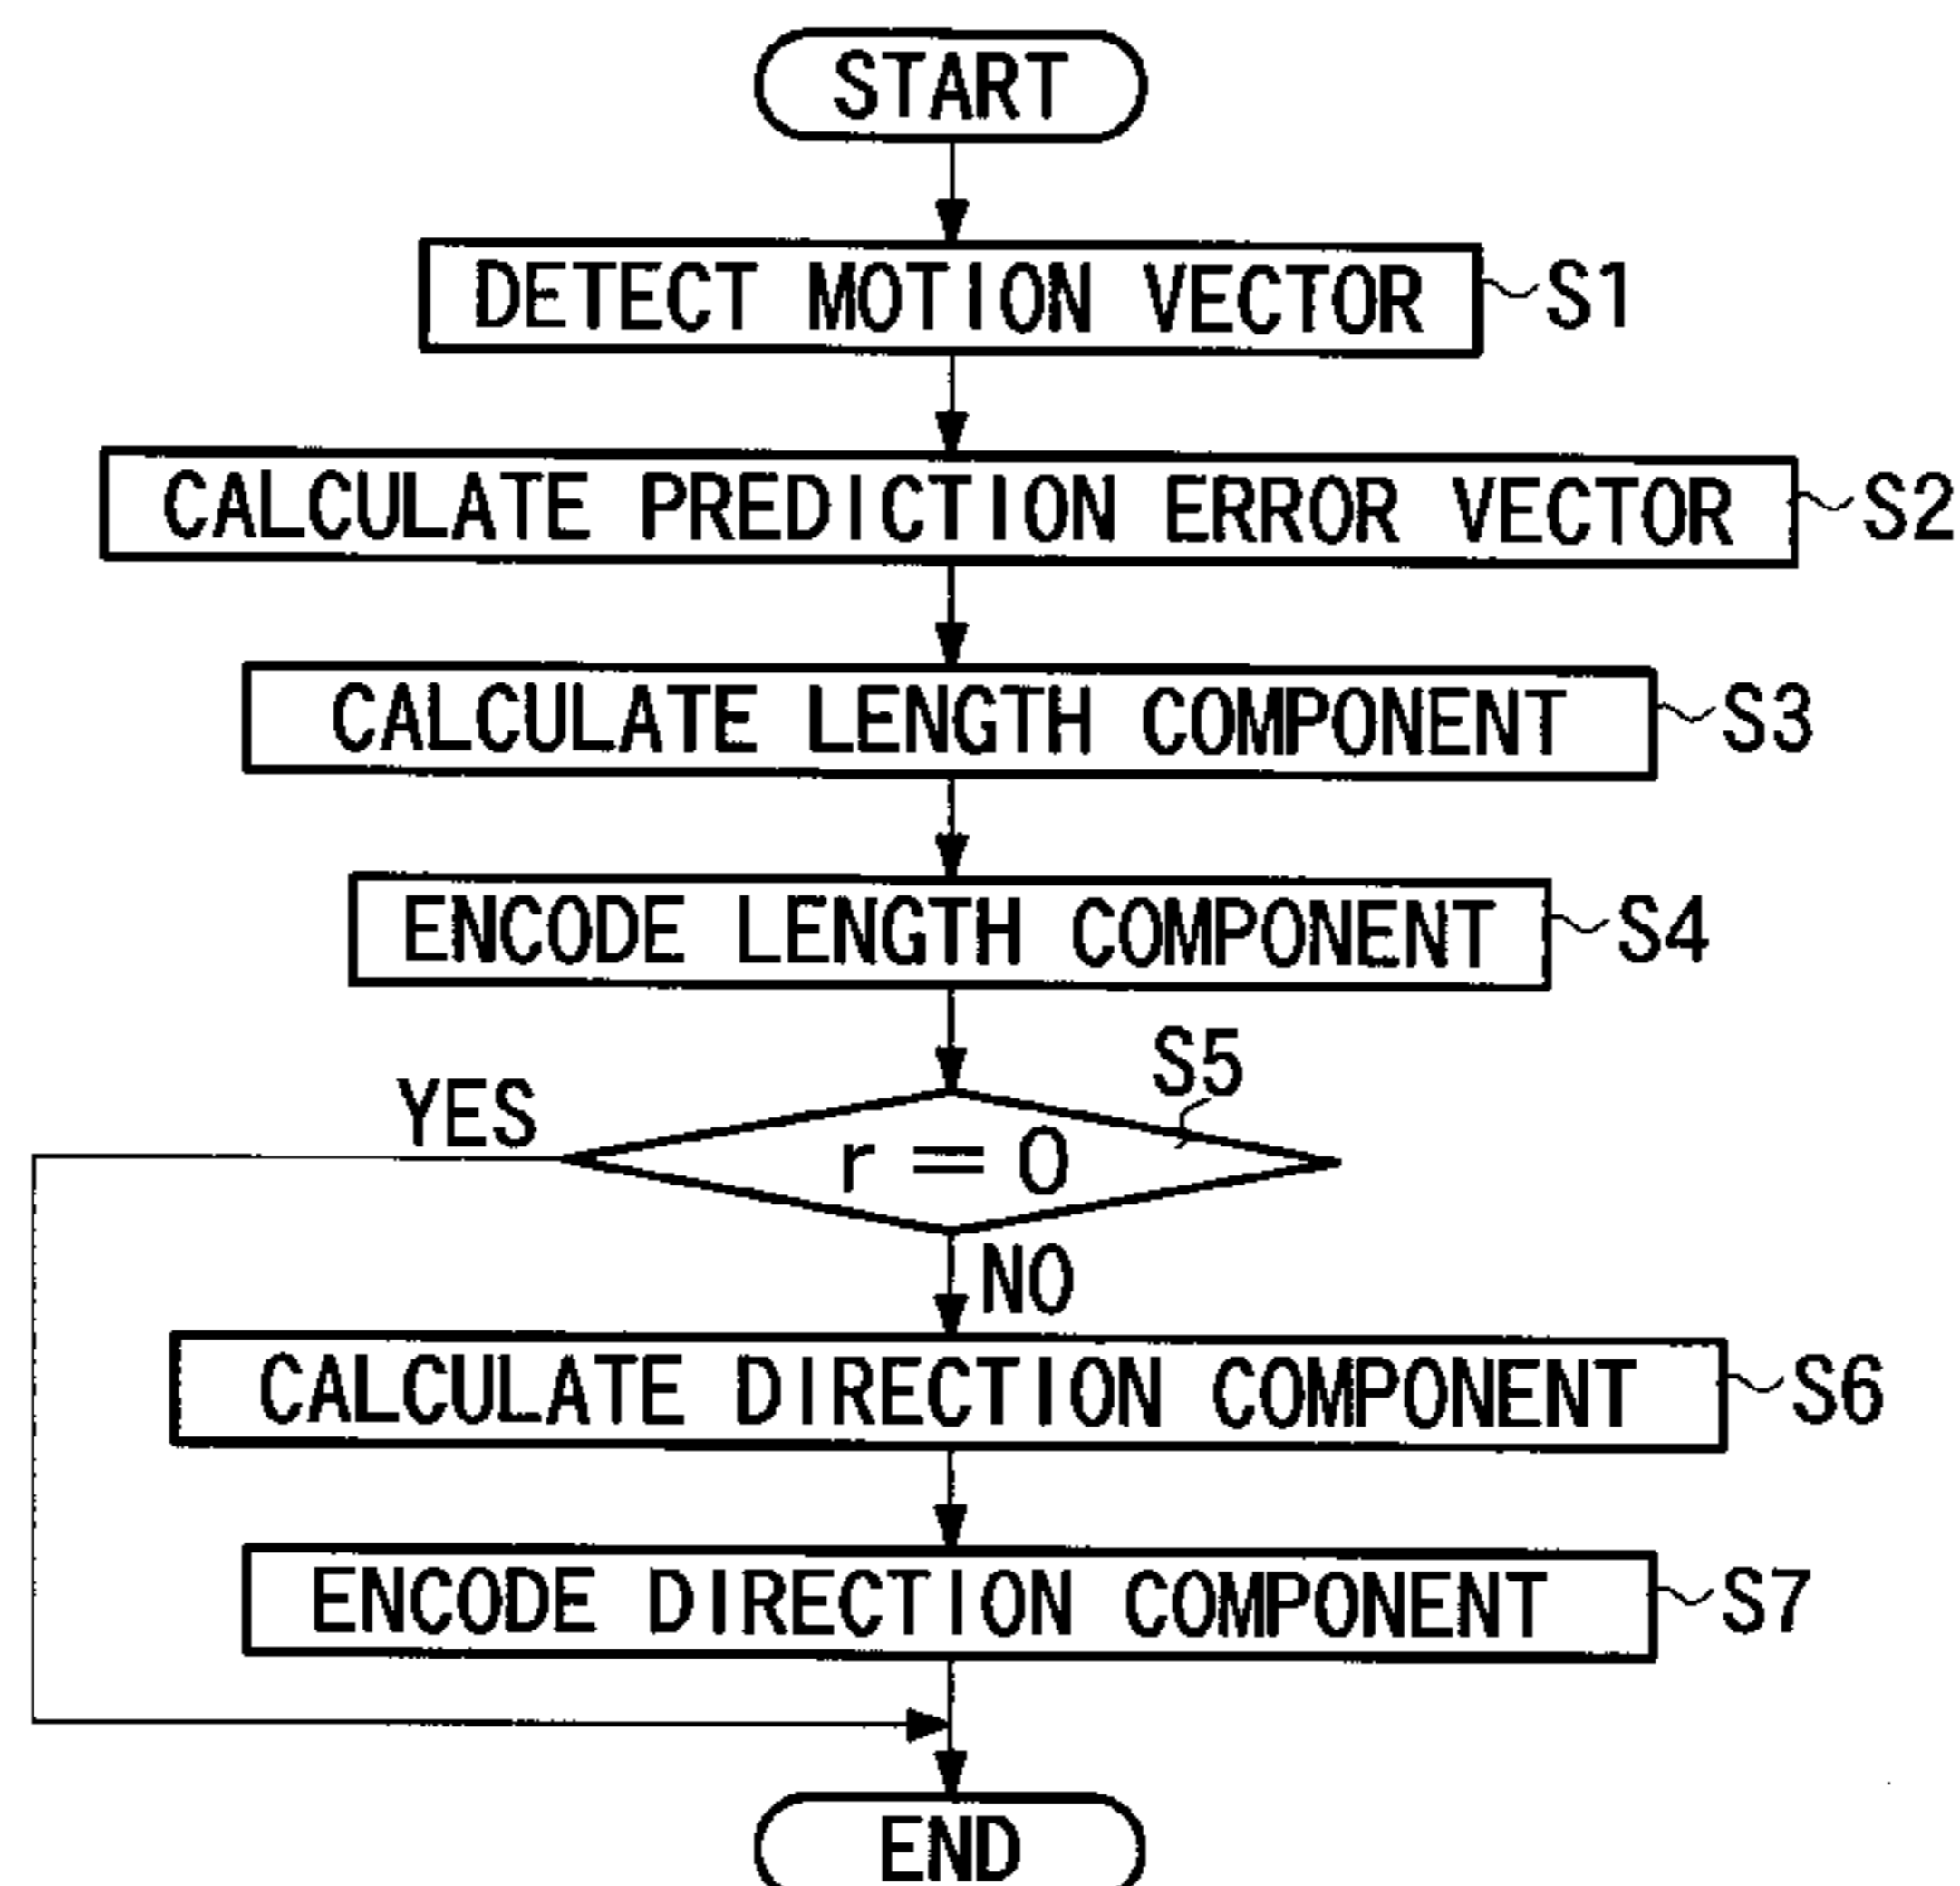 START
DETECT MOTION VECTOR S1
CALCULATE PREDICTION ERROR VECTOR S2
CALCULATE LENGTH COMPONENT S3
ENCODE LENGTH COMPONENT S4
S5
YES
r = 0
NO
CALCULATE DIRECTION COMPONENT S6
ENCODE DIRECTION COMPONENT S7
END